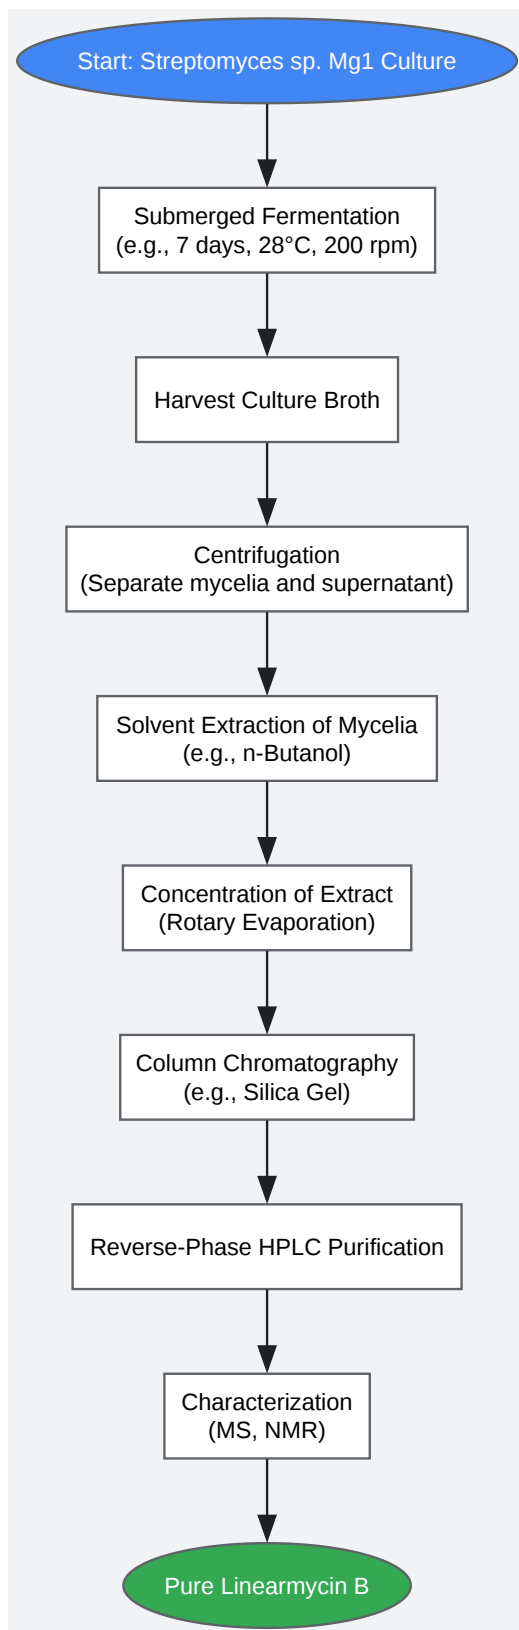 Start: Streptomyces sp. Mg1 Culture
Submerged Fermentation
(e.g., 7 days, 28°C, 200 rpm)
Harvest Culture Broth
Centrifugation
(Separate mycelia and supernatant)
Solvent Extraction of Mycelia
(e.g., n-Butanol)
Concentration of Extract
(Rotary Evaporation)
Column Chromatography
(e.g., Silica Gel)
Reverse-Phase HPLC Purification
Characterization
(MS, NMR)
Pure Linearmycin B